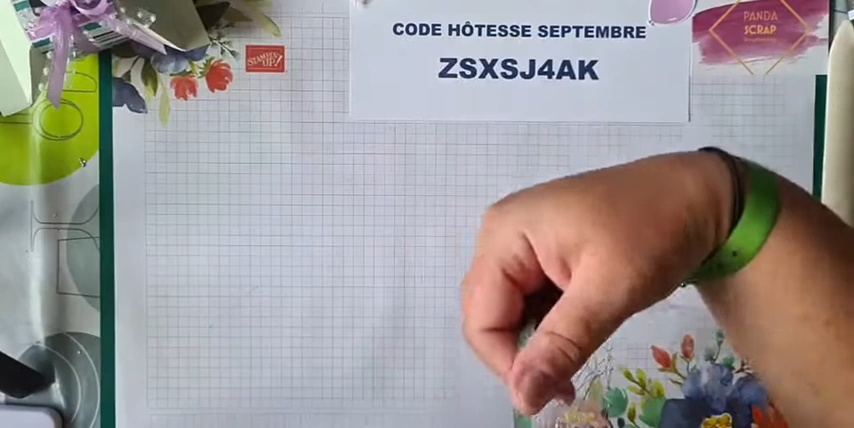 CODE HÔTESSE SEPTEMBRE
ZSXSJ4AK
STAMPIN' UP!
PANDA
SCRAP